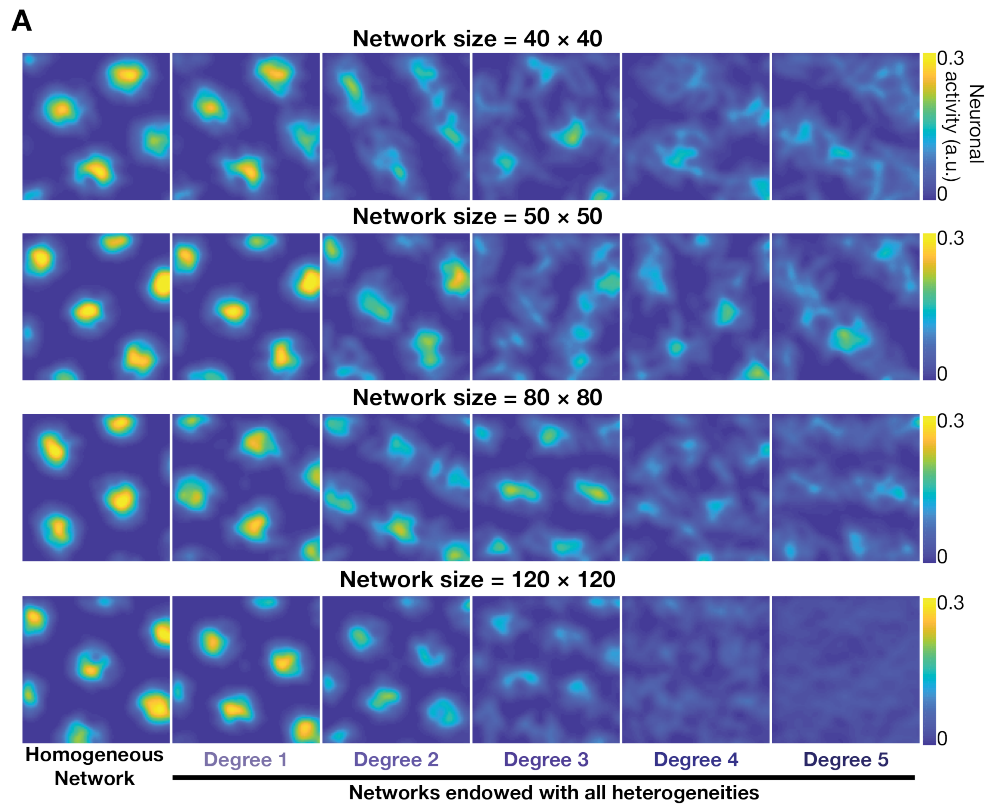 A
Network size = 40 × 40
0.3
Neuronal
activity (a.u.)
0
Network size = 50 × 50
0.3
0
Network size = 80 × 80
0.3
0
Network size = 120 × 120
0.3
0
Homogeneous
Network
Degree 1
Degree 2
Degree 3
Degree 4
Degree 5
Networks endowed with all heterogeneities